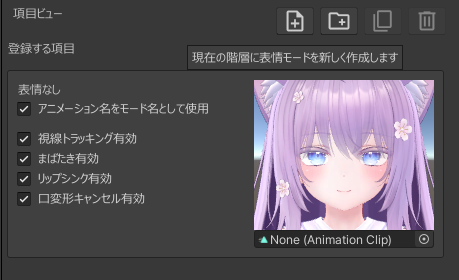 項目ビュー
登録する項目
現在の階層に表情モードを新しく作成します
表情なし
アニメーション名をモード名として使用
視線トラッキング有効
まばたき有効
リップシンク有効
口変形キャンセル有効
None (Animation Clip)